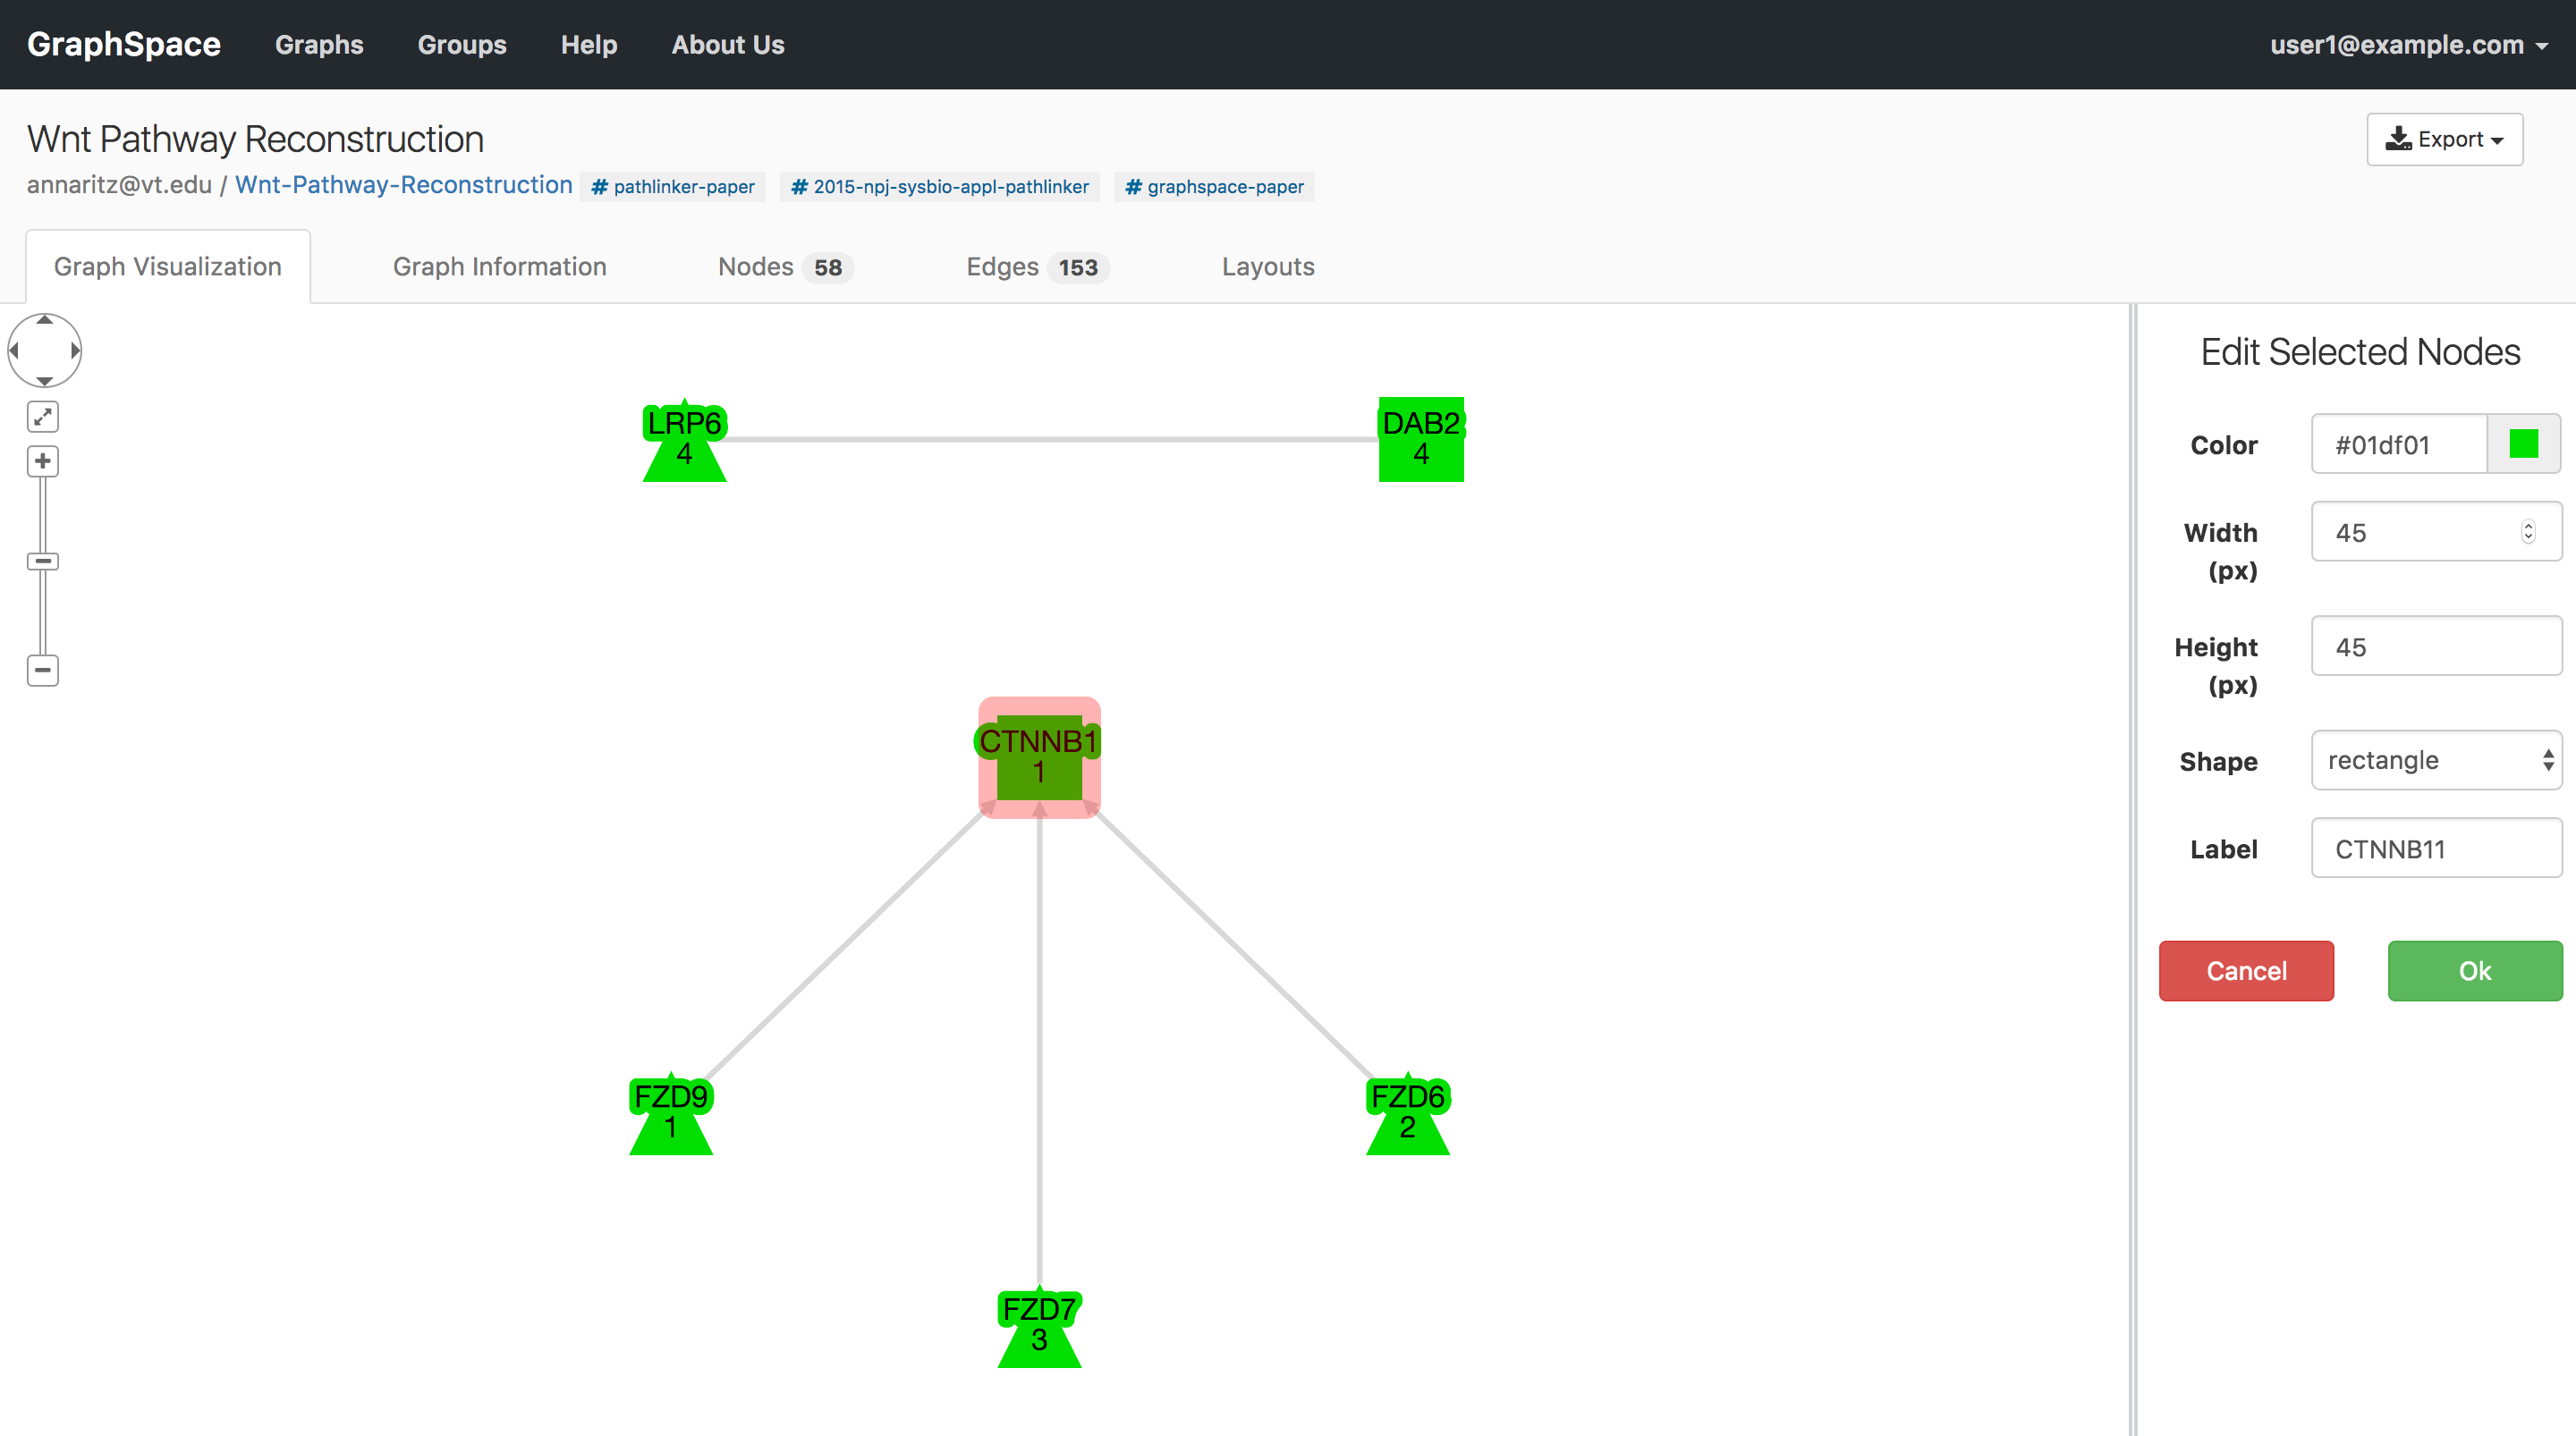 GraphSpace Graphs Groups Help About Us user1@example.com
Wnt Pathway Reconstruction
Export
annaritz@vt.edu / Wnt-Pathway-Reconstruction # pathlinker-paper # 2015-npj-sysbio-appl-pathlinker # graphspace-paper
Graph Visualization Graph Information Nodes 58 Edges 153 Layouts
LRP6
4
DAB2
4
CTNNB1
1
FZD9
1
FZD6
2
FZD7
3
Edit Selected Nodes
Color #01df01
Width
(px)
45
Height
(px)
45
Shape rectangle
Label CTNNB11
Cancel Ok